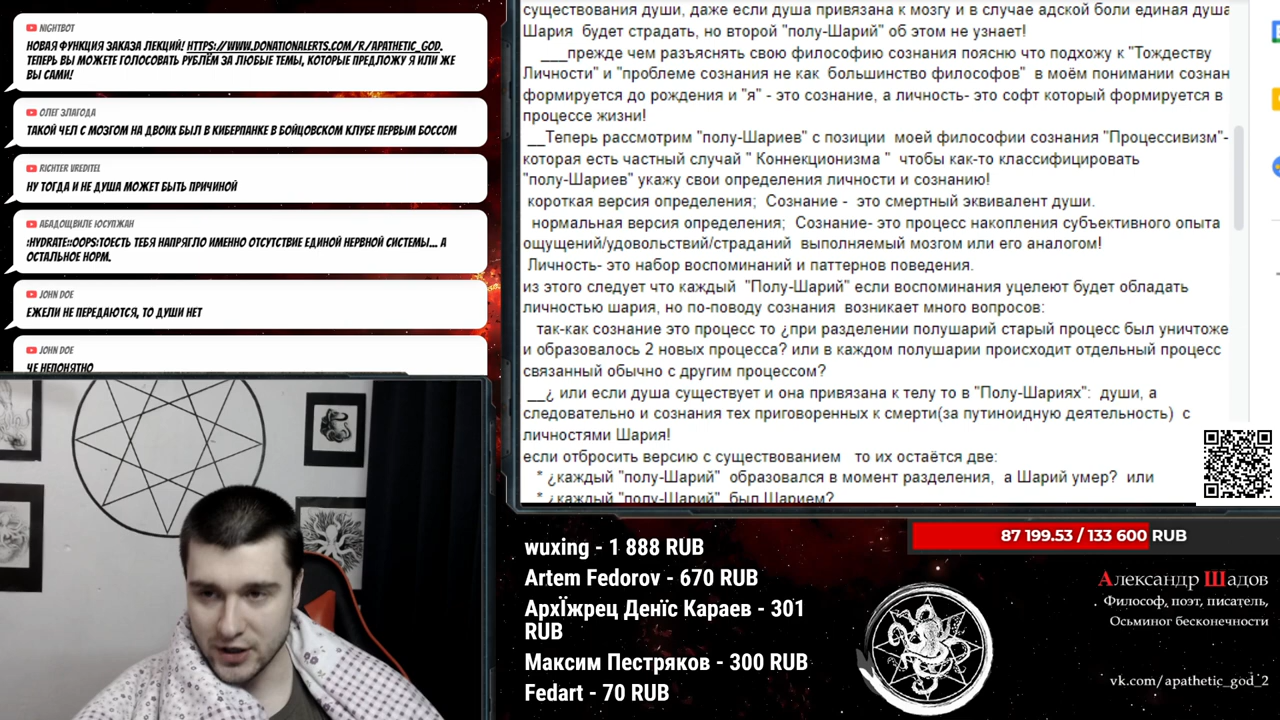 NIGHTBOT
НОВАЯ ФУНКЦИЯ ЗАКАЗА ЛЕКЦИЙ! HTTPS://WWW.DONATIONALERTS.COM/R/APATHETIC_GOD.
ТЕПЕРЬ ВЫ МОЖЕТЕ ГОЛОСОВАТЬ РУБЛЁМ ЗА ЛЮБЫЕ ТЕМЫ, КОТОРЫЕ ПРЕДЛОЖУ Я ИЛИ ЖЕ
ВЫ САМИ!
ОЛЕГ ЗЛАГОДА
ТАКОЙ ЧЕЛ С МОЗГОМ НА ДВОИХ БЫЛ В КИБЕРПАНКЕ В БОЙЦОВСКОМ КЛУБЕ ПЕРВЫМ БОССОМ
RICHTER VREDITEL
НУ ТОГДА И НЕ ДУША МОЖЕТ БЫТЬ ПРИЧИНОЙ
АБАДОЩВИЛЕ ЮСУПЖАН
:HYDRATE::OOPS:ТОЕСТЬ ТЕБЯ НАПРЯГЛО ИМЕННО ОТСУТСТВИЕ ЕДИНОЙ НЕРВНОЙ СИСТЕМЫ... А
ОСТАЛЬНОЕ НОРМ.
JOHN DOE
ЕЖЕЛИ НЕ ПЕРЕДАЮТСЯ, ТО ДУШИ НЕТ
JOHN DOE
ЧЕ НЕПОНЯТНО
существования души, даже если душа привязана к мозгу и в случае адской боли единая душа
Шария будет страдать, но второй "полу-Шарий" об этом не узнает!
___прежде чем разъяснять свою философию сознания поясню что подхожу к "Тождеству
Личности" и "проблеме сознания не как большинство философов" в моём понимании сознан
формируется до рождения и "я" - это сознание, а личность- это софт который формируется в
процессе жизни!
__Теперь рассмотрим "полу-Шариев" с позиции моей философии сознания "Процессивизм"-
которая есть частный случай " Коннекционизма " чтобы как-то классифицировать
"полу-Шариев" укажу свои определения личности и сознанию!
короткая версия определения; Сознание - это смертный эквивалент души.
нормальная версия определения; Сознание- это процесс накопления субъективного опыта
ощущений/удовольствий/страданий выполняемый мозгом или его аналогом!
Личность- это набор воспоминаний и паттернов поведения.
из этого следует что каждый "Полу-Шарий" если воспоминания уцелеют будет обладать
личностью шария, но по-поводу сознания возникает много вопросов:
так-как сознание это процесс то ¿при разделении полушарий старый процесс был уничтоже
и образовалось 2 новых процесса? или в каждом полушарии происходит отдельный процесс
связанный обычно с другим процессом?
__¿ или если душа существует и она привязана к телу то в "Полу-Шариях": души, а
следовательно и сознания тех приговоренных к смерти(за путиноидную деятельность) с
личностями Шария!
если отбросить версию с существованием то их остаётся две:
* ¿каждый "полу-Шарий" образовался в момент разделения, а Шарий умер? или
* ¿каждый "полу-Шарий" был Шарием?
87 199.53 / 133 600 RUB
wuxing - 1 888 RUB
Artem Fedorov - 670 RUB
АрхЇжрец Денїс Караев - 301
RUB
Максим Пестряков - 300 RUB
Fedart - 70 RUB
Александр Шадов
Философ, поэт, писатель,
Осьминог бесконечности
vk.com/apathetic_god_2